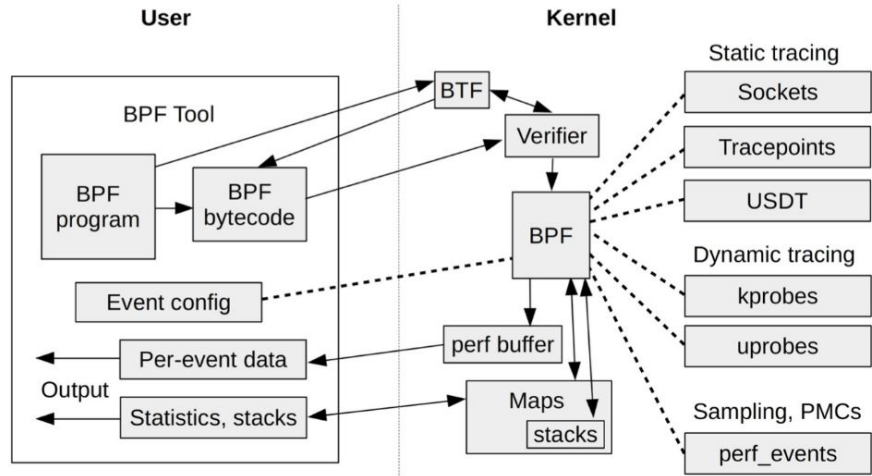 User
Kernel
BPF Tool
BPF
program
BPF
bytecode
Event config
Per-event data
Output
Statistics, stacks
BTF
Verifier
BPF
perf buffer
Maps
stacks
Static tracing
Sockets
Tracepoints
USDT
Dynamic tracing
kprobes
uprobes
Sampling, PMCs
perf_events